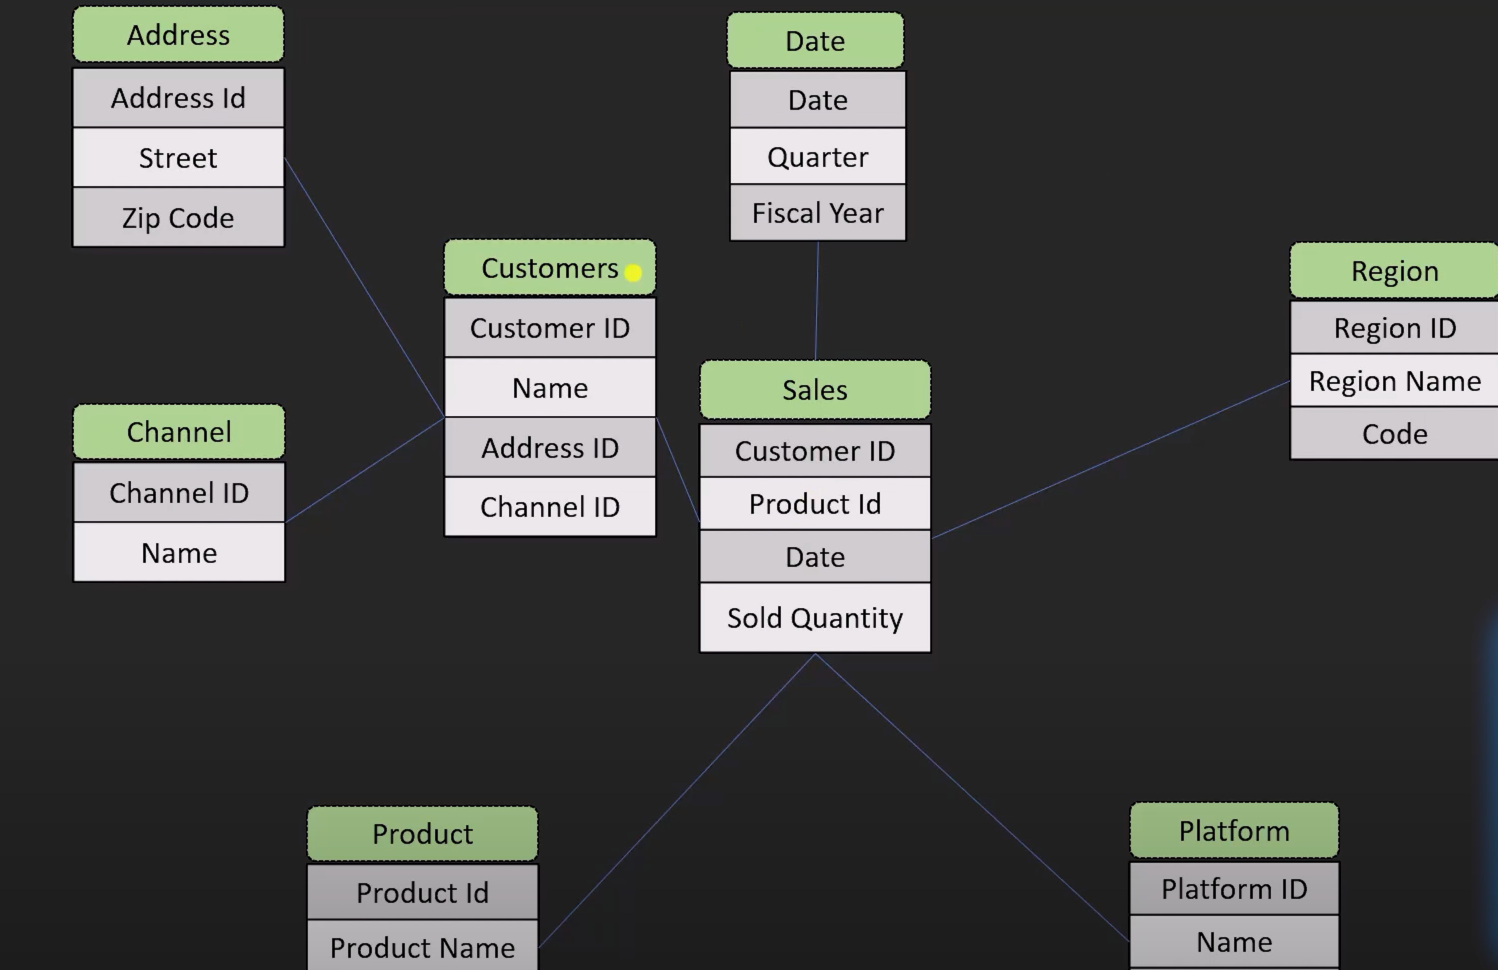 Address
Address Id
Street
Zip Code
Date
Date
Quarter
Fiscal Year
Customers
Customer ID
Name
Address ID
Channel ID
Region
Region ID
Region Name
Code
Channel
Channel ID
Name
Sales
Customer ID
Product Id
Date
Sold Quantity
Product
Product Id
Product Name
Platform
Platform ID
Name